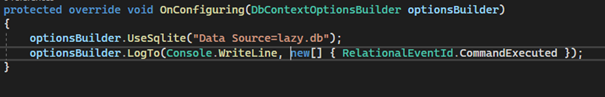 protected override void OnConfiguring(DbContextOptionsBuilder optionsBuilder)
{
optionsBuilder.UseSqlite("Data Source=lazy.db");
optionsBuilder.LogTo(Console.WriteLine, new[] { RelationalEventId.CommandExecuted });
}